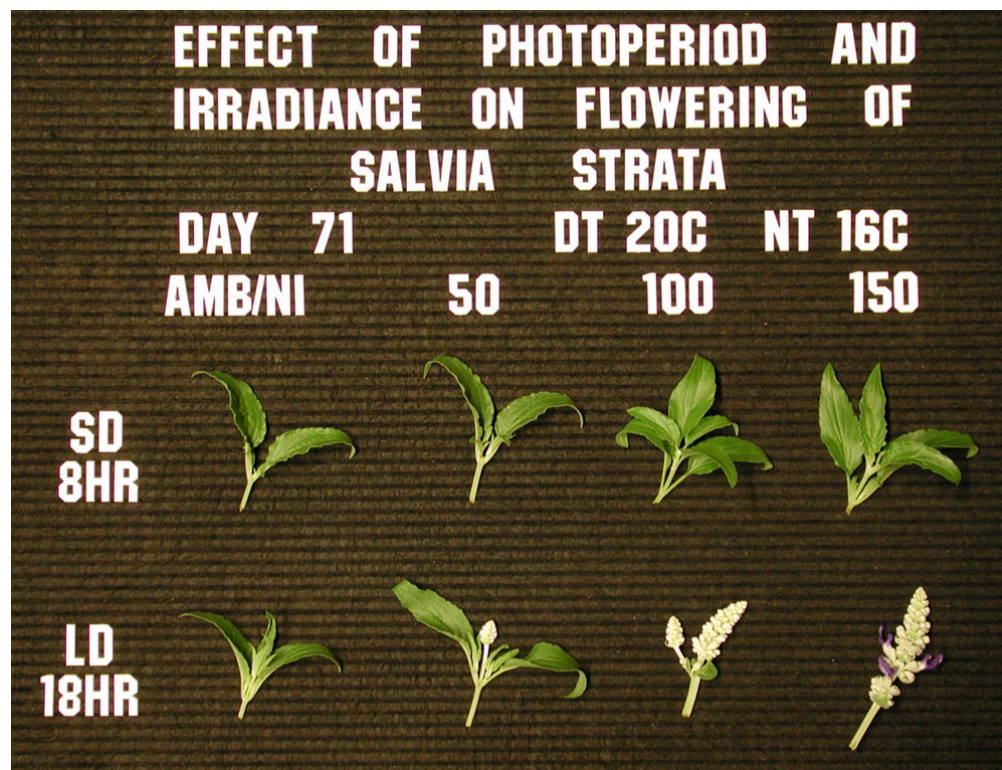 EFFECT OF PHOTOPERIOD AND
IRRADIANCE ON FLOWERING OF
SALVIA STRATA
DAY 71 DT 20C NT 16C
AMB/NI 50 100 150
SD
8HR
LD
18HR